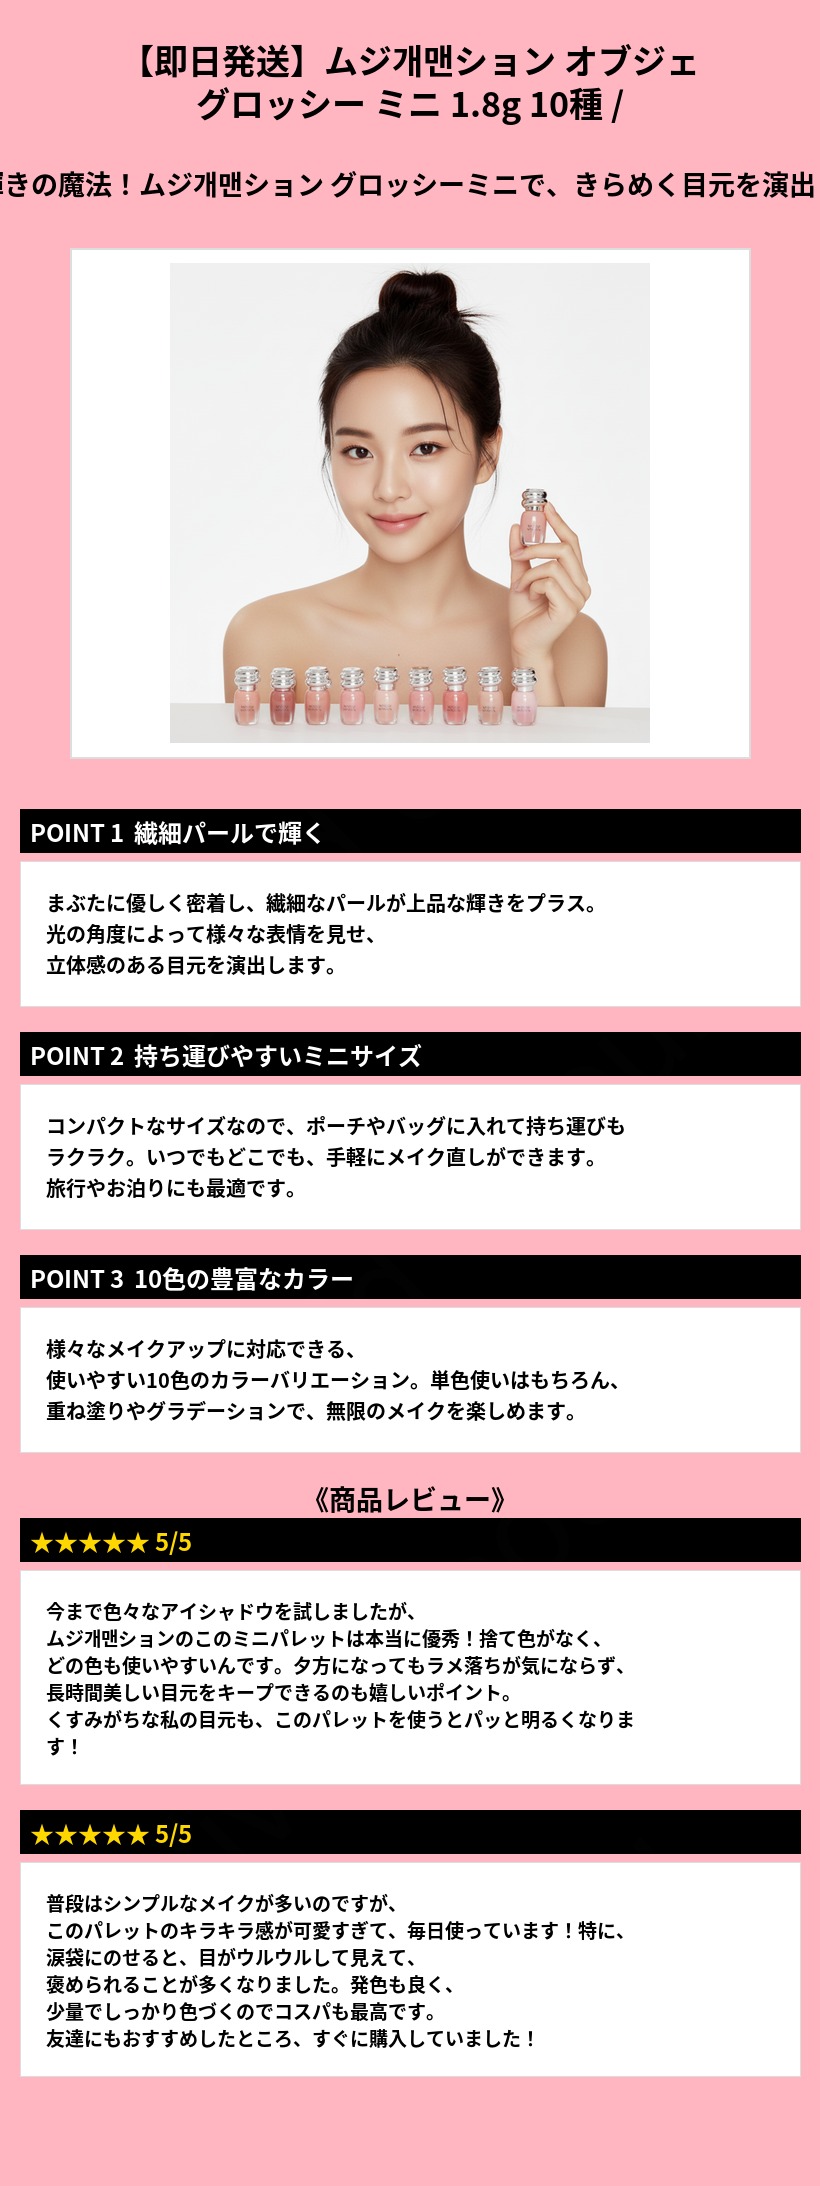 【即日発送】ムジ개맨ション オブジェ
グロッシー ミニ 1.8g 10種 /
きの魔法！ムジ개맨ション グロッシーミニで、きらめく目元を演出
POINT 1 繊細パールで輝く
まぶたに優しく密着し、繊細なパールが上品な輝きをプラス。
光の角度によって様々な表情を見せ、
立体感のある目元を演出します。
POINT 2 持ち運びやすいミニサイズ
コンパクトなサイズなので、ポーチやバッグに入れて持ち運びも
ラクラク。いつでもどこでも、手軽にメイク直しができます。
旅行やお泊りにも最適です。
POINT 3 10色の豊富なカラー
様々なメイクアップに対応できる、
使いやすい10色のカラーバリエーション。単色使いはもちろん、
重ね塗りやグラデーションで、無限のメイクを楽しめます。
《商品レビュー》
★★★★★ 5/5
今まで色々なアイシャドウを試しましたが、
ムジ개맨ションのこのミニパレットは本当に優秀！捨て色がなく、
どの色も使いやすいんです。夕方になってもラメ落ちが気にならず、
長時間美しい目元をキープできるのも嬉しいポイント。
くすみがちな私の目元も、このパレットを使うとパッと明るくなりま
す！
★★★★★ 5/5
普段はシンプルなメイクが多いのですが、
このパレットのキラキラ感が可愛すぎて、毎日使っています！特に、
涙袋にのせると、目がウルウルして見えて、
褒められることが多くなりました。発色も良く、
少量でしっかり色づくのでコスパも最高です。
友達にもおすすめしたところ、すぐに購入していました！